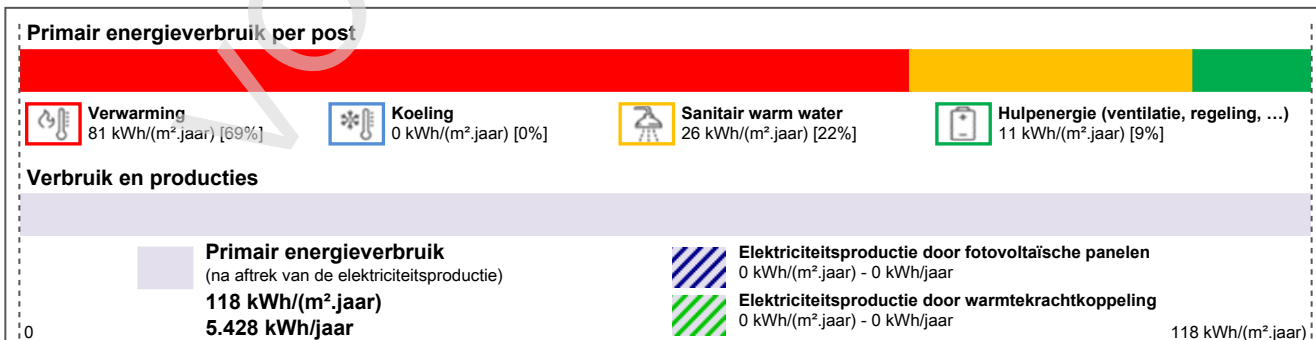 Primair energieverbruik per post
Verwarming
81 kWh/(m².jaar) [69%]
Koeling
0 kWh/(m².jaar) [0%]
Sanitair warm water
26 kWh/(m².jaar) [22%]
Hulpenergie (ventilatie, regeling, …)
11 kWh/(m².jaar) [9%]
Verbruik en producties
Primair energieverbruik
(na aftrek van de elektriciteitsproductie)
118 kWh/(m².jaar)
5.428 kWh/jaar
Elektriciteitsproductie door fotovoltaïsche panelen
0 kWh/(m².jaar) - 0 kWh/jaar
Elektriciteitsproductie door warmtekrachtkoppeling
0 kWh/(m².jaar) - 0 kWh/jaar
0
118 kWh/(m².jaar)